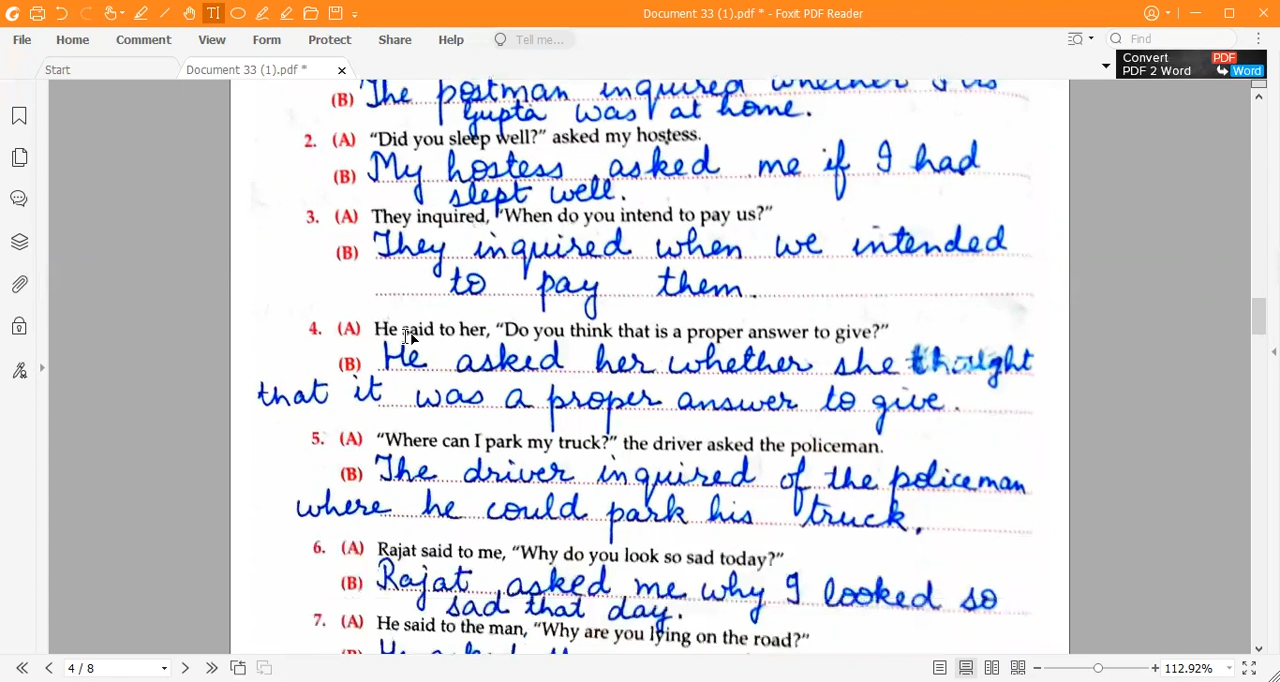 Document 33 (1).pdf * - Foxit PDF Reader
File Home Comment View Form Protect Share Help Tell me... Find
Start Document 33 (1).pdf *
Convert PDF
PDF 2 Word Word
(B) The postman inquired whether
Gupta was at home.
2. (A) “Did you sleep well?” asked my hostess.
(B) My hostess asked me if I had
slept well.
3. (A) They inquired, “When do you intend to pay us?”
(B) They inquired when we intended
to pay them.
4. (A) He said to her, “Do you think that is a proper answer to give?”
(B) He asked her whether she thought
that it was a proper answer to give.
5. (A) “Where can I park my truck?” the driver asked the policeman.
(B) The driver inquired of the policeman
where he could park his truck.
6. (A) Rajat said to me, “Why do you look so sad today?”
(B) Rajat asked me why I looked so
sad that day.
7. (A) He said to the man, “Why are you lying on the road?”
4 / 8 112.92%